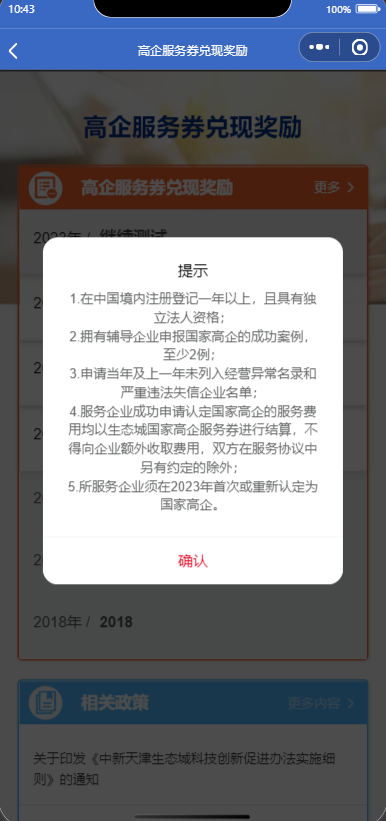 10:43
100%
高企服务券兑现奖励
高企服务券兑现奖励
高企服务券兑现奖励
更多
继续测试
提示
1.在中国境内注册登记一年以上，且具有独
立法人资格；
2.拥有辅导企业申报国家高企的成功案例，
至少2例；
3.申请当年及上一年未列入经营异常名录和
严重违法失信企业名单；
4.服务企业成功申请认定国家高企的服务费
用均以生态城国家高企服务券进行结算，不
得向企业额外收取费用，双方在服务协议中
另有约定的除外；
5.所服务企业须在2023年首次或重新认定为
国家高企。
确认
2018年 / 2018
相关政策
更多内容
关于印发《中新天津生态城科技创新促进办法实施细
则》的通知